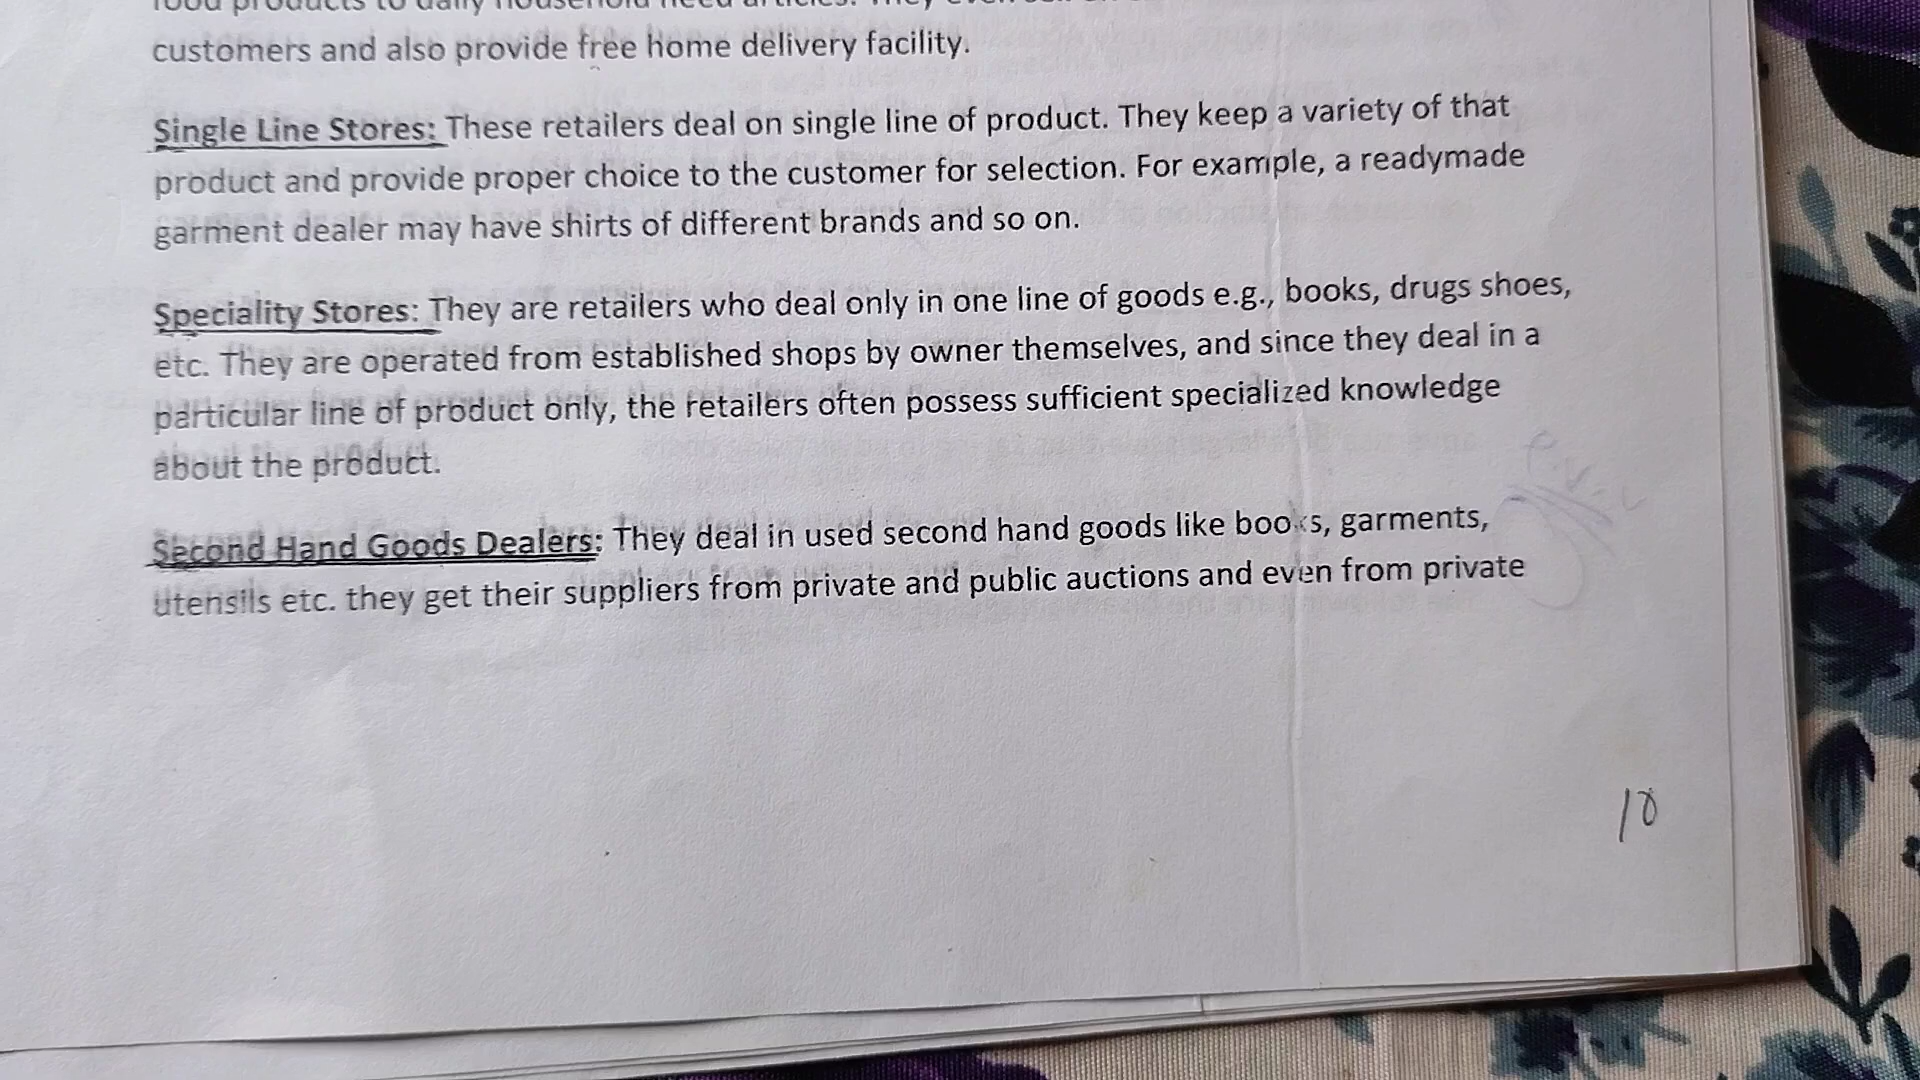 customers and also provide free home delivery facility.
Single Line Stores: These retailers deal on single line of product. They keep a variety of that
product and provide proper choice to the customer for selection. For example, a readymade
garment dealer may have shirts of different brands and so on.
Speciality Stores: They are retailers who deal only in one line of goods e.g., books, drugs shoes,
etc. They are operated from established shops by owner themselves, and since they deal in a
particular line of product only, the retailers often possess sufficient specialized knowledge
about the product.
Second Hand Goods Dealers: They deal in used second hand goods like books, garments,
utensils etc. they get their suppliers from private and public auctions and even from private
10